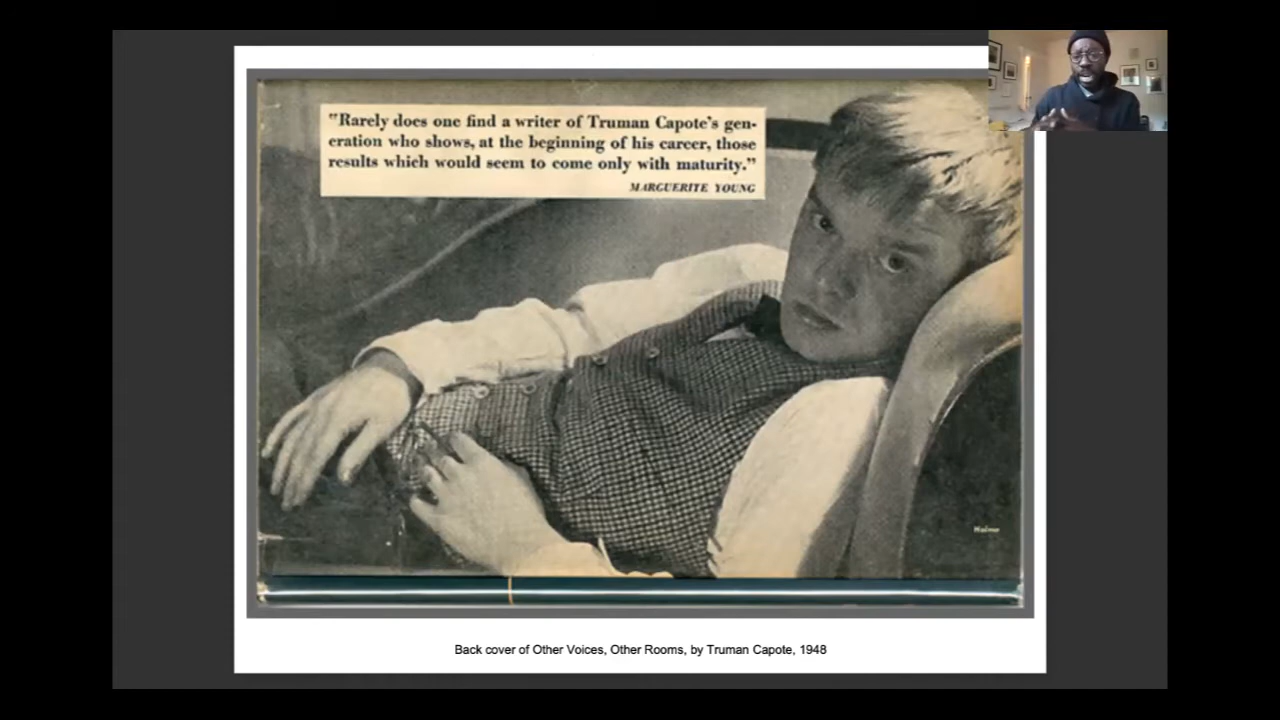 "Rarely does one find a writer of Truman Capote's gen-
eration who shows, at the beginning of his career, those
results which would seem to come only with maturity."
MARGUERITE YOUNG
Halma
Back cover of Other Voices, Other Rooms, by Truman Capote, 1948